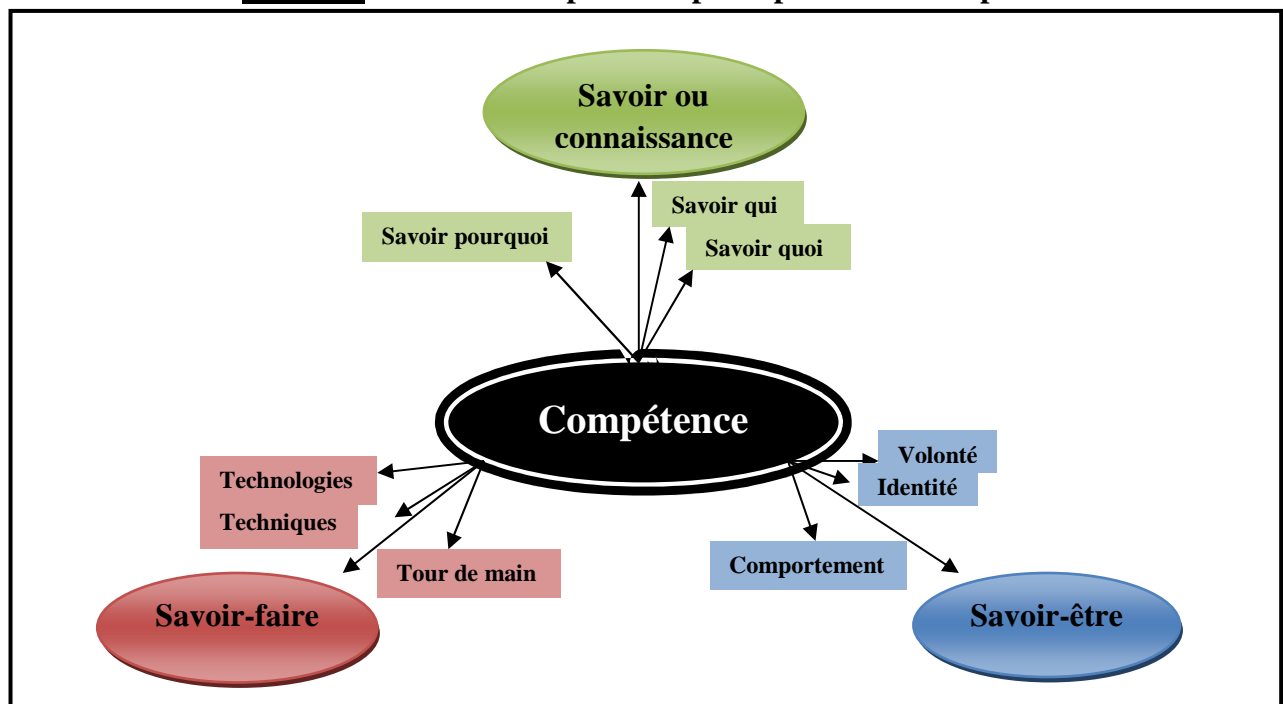 Savoir ou
connaissance
Savoir qui
Savoir pourquoi
Savoir quoi
Compétence
Volonté
Technologies
Identité
Techniques
Tour de main
Comportement
Savoir-faire
Savoir-être